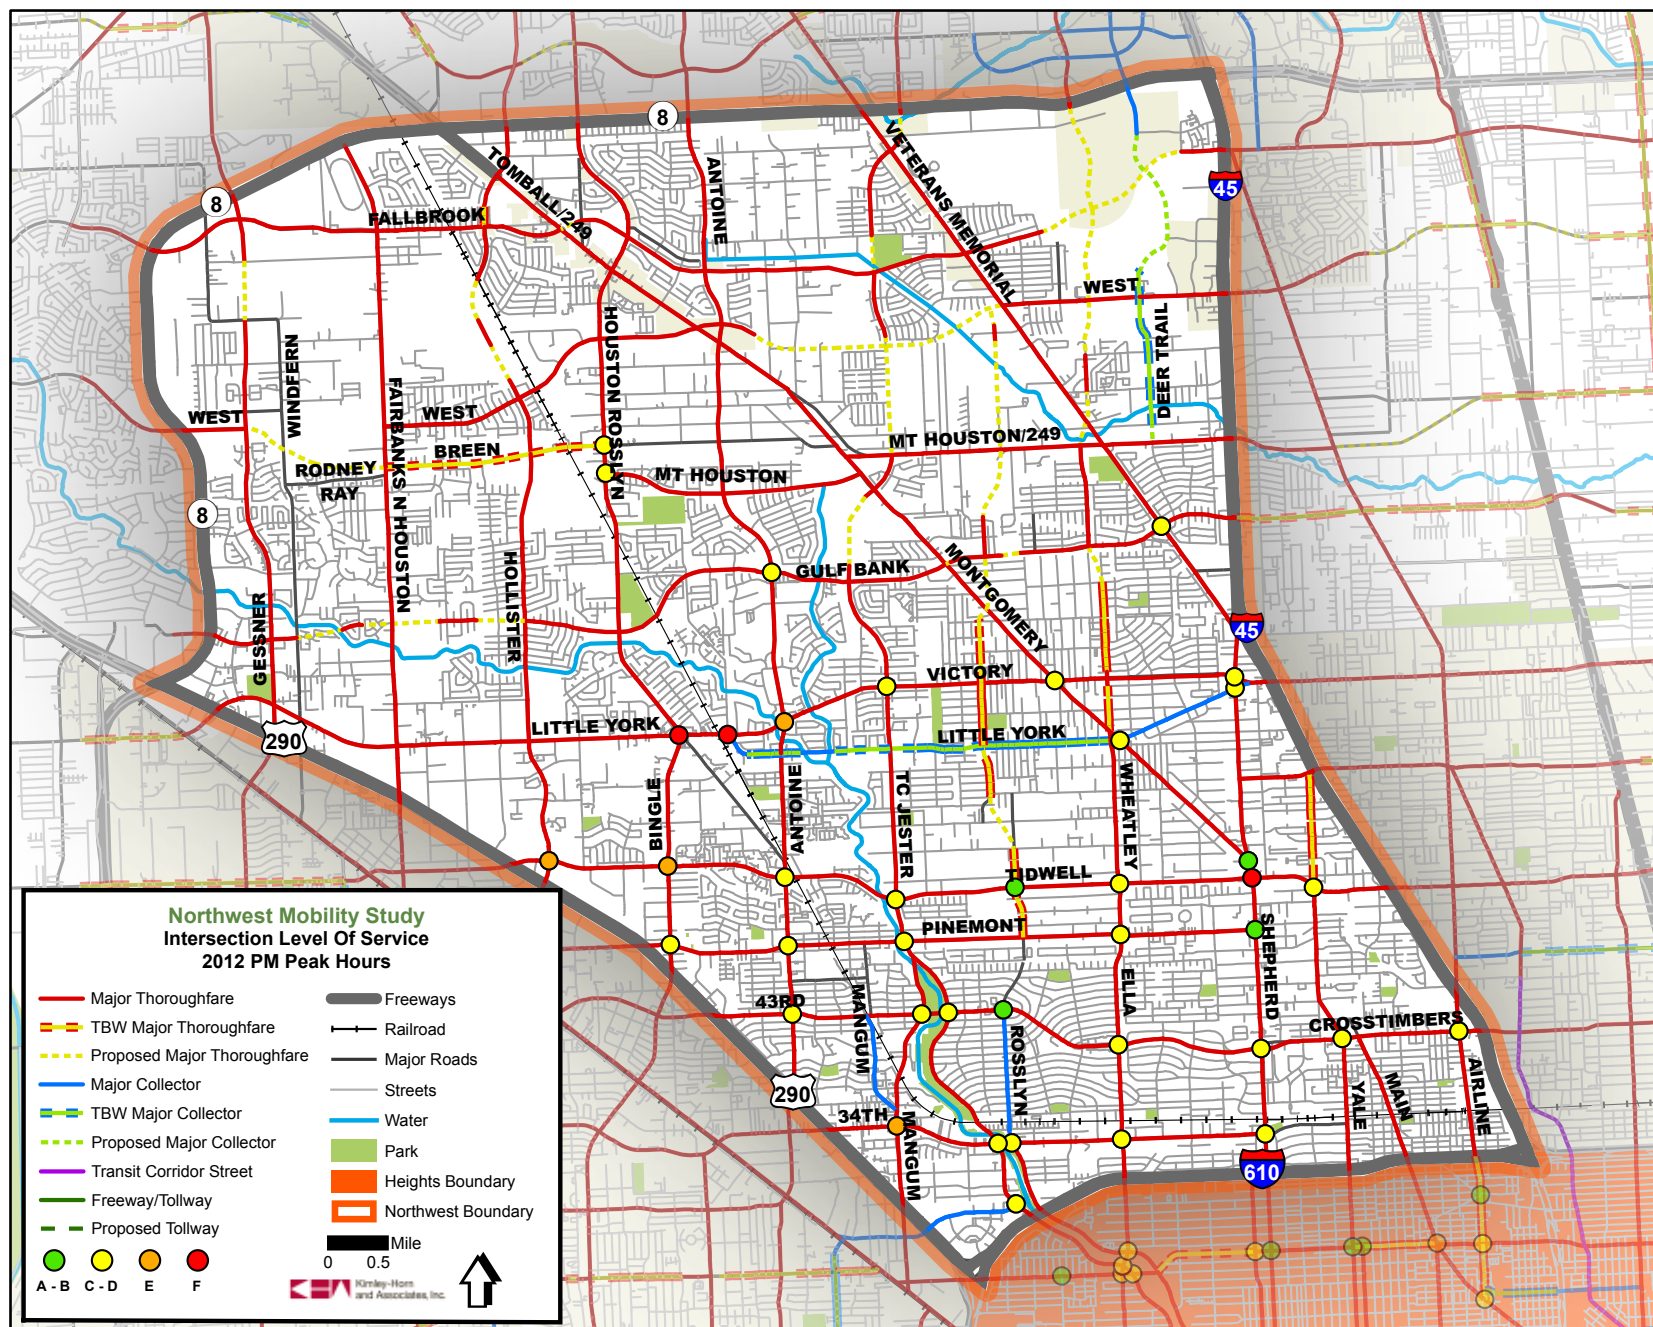 8
8
8
45
45
290
290
610
TOMBALL/249
FALLBROOK
ANTOINE
VETERANS MEMORIAL
WEST
DEER TRAIL
HOUSTON ROSSLYN
WINDFERN
FAIRBANKS N HOUSTON
WEST
WEST
BREEN
RODNEY
RAY
MT HOUSTON/249
MT HOUSTON
HOLLISTER
GULF BANK
MONTGOMERY
GESSNER
VICTORY
LITTLE YORK
LITTLE YORK
BINGLE
ANTOINE
TC JESTER
WHEATLEY
TIDWELL
PINEMONT
SHEPHERD
ELLA
43RD
MANGUM
ROSSLYN
CROSSTIMBERS
34TH
MANGUM
YALE
MAIN
AIRLINE
Northwest Mobility Study
Intersection Level Of Service
2012 PM Peak Hours
Major Thoroughfare
TBW Major Thoroughfare
Proposed Major Thoroughfare
Major Collector
TBW Major Collector
Proposed Major Collector
Transit Corridor Street
Freeway/Tollway
Proposed Tollway
A - B
C - D
E
F
Freeways
Railroad
Major Roads
Streets
Water
Park
Heights Boundary
Northwest Boundary
Mile
0 0.5
Kimley-Horn
and Associates, Inc.